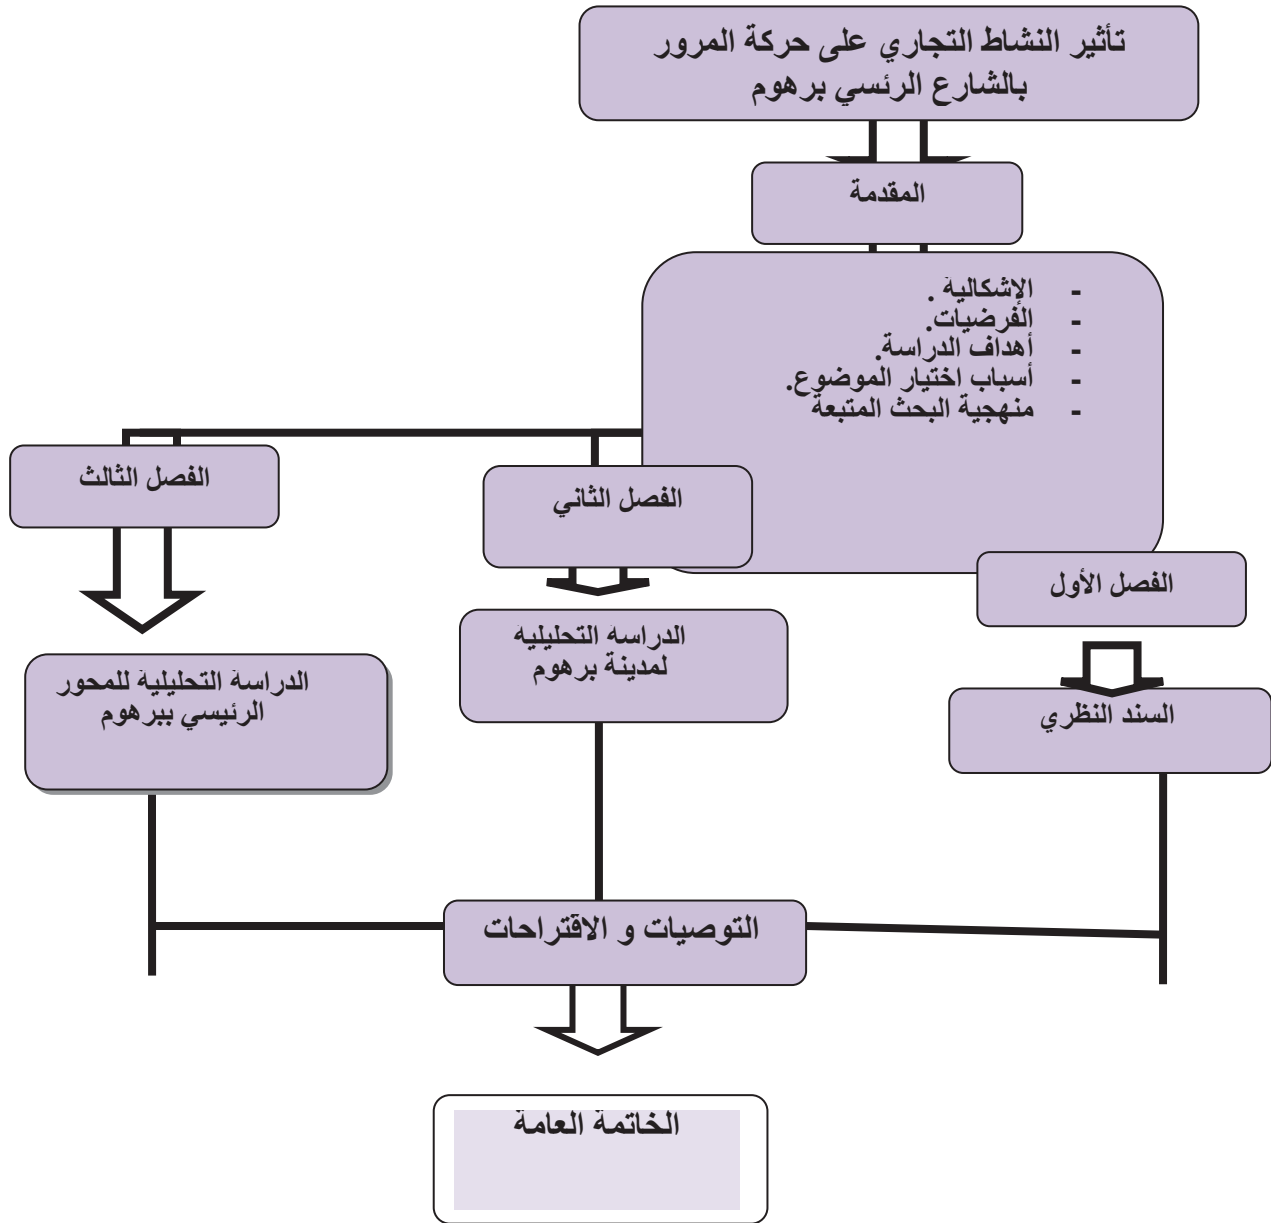 تأثير النشاط التجاري على حركة المرور
بالشارع الرئسي برهوم
المقدمة
- الإشكالية .
- الفرضيات.
- أهداف الدراسة.
- أسباب اختيار الموضوع.
- منهجية البحث المتبعة
الفصل الأول
الفصل الثاني
الفصل الثالث
السند النظري
الدراسة التحليلية
لمدينة برهوم
الدراسة التحليلية للمحور
الرئيسي ببرهوم
التوصيات و الاقتراحات
الخاتمة العامة